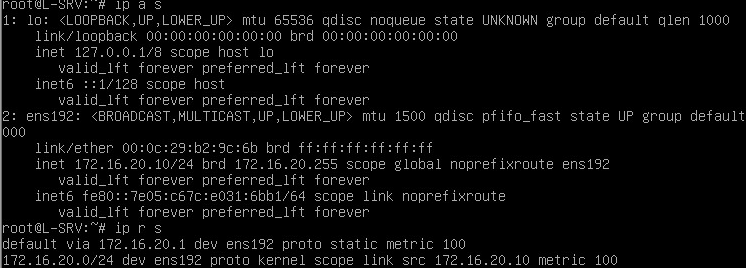 root@L-SRV:~# ip a s
1: lo: <LOOPBACK,UP,LOWER_UP> mtu 65536 qdisc noqueue state UNKNOWN group default qlen 1000
link/loopback 00:00:00:00:00:00 brd 00:00:00:00:00:00
inet 127.0.0.1/8 scope host lo
valid_lft forever preferred_lft forever
inet6 ::1/128 scope host
valid_lft forever preferred_lft forever
2: ens192: <BROADCAST,MULTICAST,UP,LOWER_UP> mtu 1500 qdisc pfifo_fast state UP group default
000
link/ether 00:0c:29:b2:9c:6b brd ff:ff:ff:ff:ff:ff
inet 172.16.20.10/24 brd 172.16.20.255 scope global noprefixroute ens192
valid_lft forever preferred_lft forever
inet6 fe80::7e05:c67c:e031:6bb1/64 scope link noprefixroute
valid_lft forever preferred_lft forever
root@L-SRV:~# ip r s
default via 172.16.20.1 dev ens192 proto static metric 100
172.16.20.0/24 dev ens192 proto kernel scope link src 172.16.20.10 metric 100